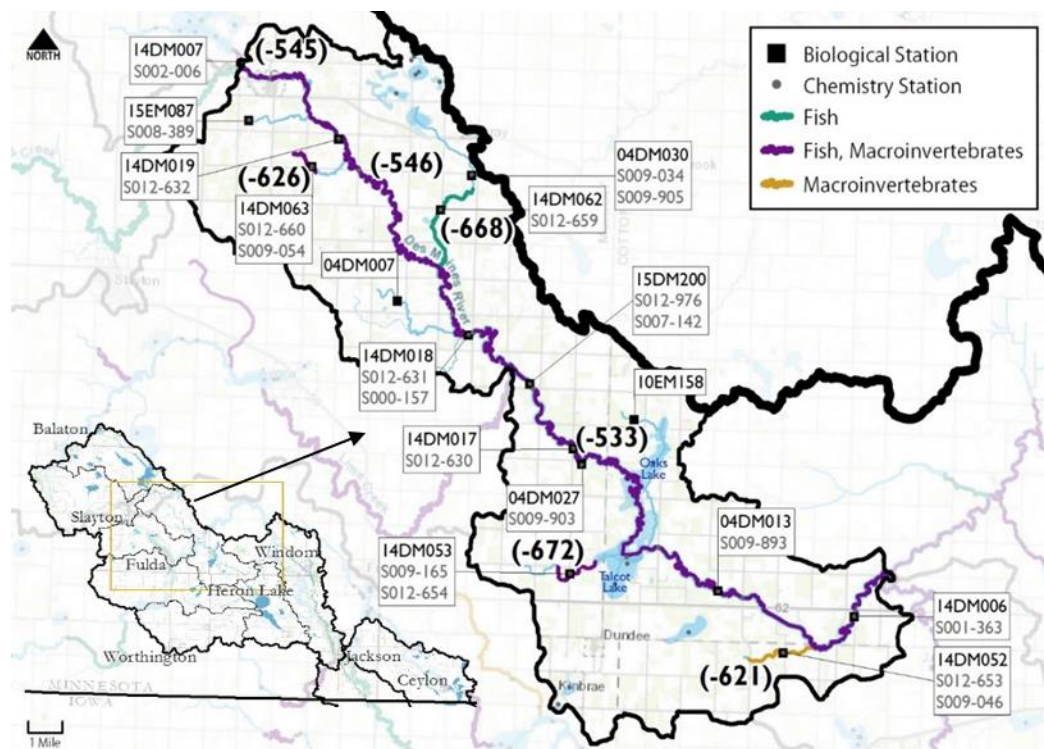 NORTH
14DM007
S002-006
(-545)
15EM087
S008-389
14DM019
S012-632
(-626)
(-546)
04DM030
S009-034
S009-905
14DM062
S012-659
14DM063
S012-660
S009-054
(-668)
04DM007
Des Moines River
15DM200
S012-976
S007-142
14DM018
S012-631
S000-157
10EM158
14DM017
S012-630
(-533)
Oaks
Lake
04DM027
S009-903
04DM013
S009-893
14DM053
S009-165
S012-654
(-672)
Talcot
Lake
62
Dundee
Kinbrae
14DM006
S001-363
14DM052
S012-653
S009-046
(-621)
Biological Station
Chemistry Station
Fish
Fish, Macroinvertebrates
Macroinvertebrates
Slayton
Balaton
Slayton
Fulda
Windom
Heron Lake
Worthington
Jackson
Ceylon
MINNESOTA
IOWA
1 Mile